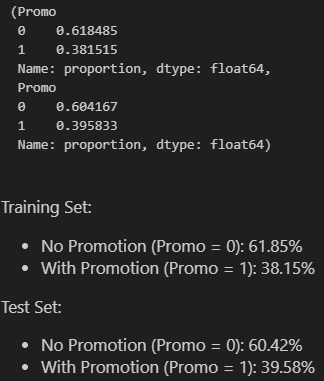 (Promo
0    0.618485
1    0.381515
Name: proportion, dtype: float64,
Promo
0    0.604167
1    0.395833
Name: proportion, dtype: float64)
Training Set:
• No Promotion (Promo = 0): 61.85%
• With Promotion (Promo = 1): 38.15%
Test Set:
• No Promotion (Promo = 0): 60.42%
• With Promotion (Promo = 1): 39.58%